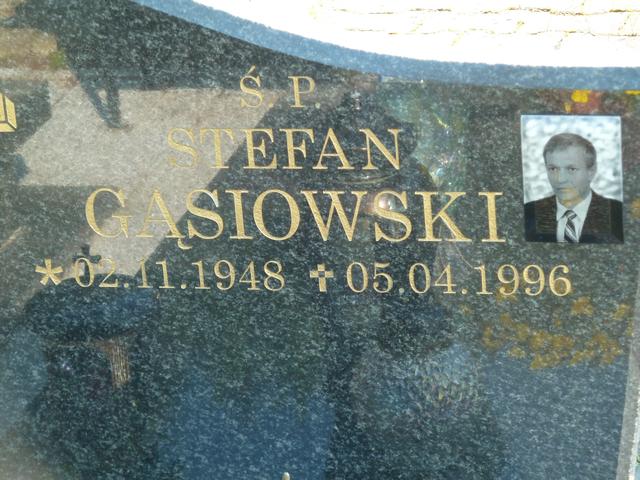 Ś. P.
STEFAN
GĄSIOWSKI
* 02.11.1948 ✝ 05.04.1996